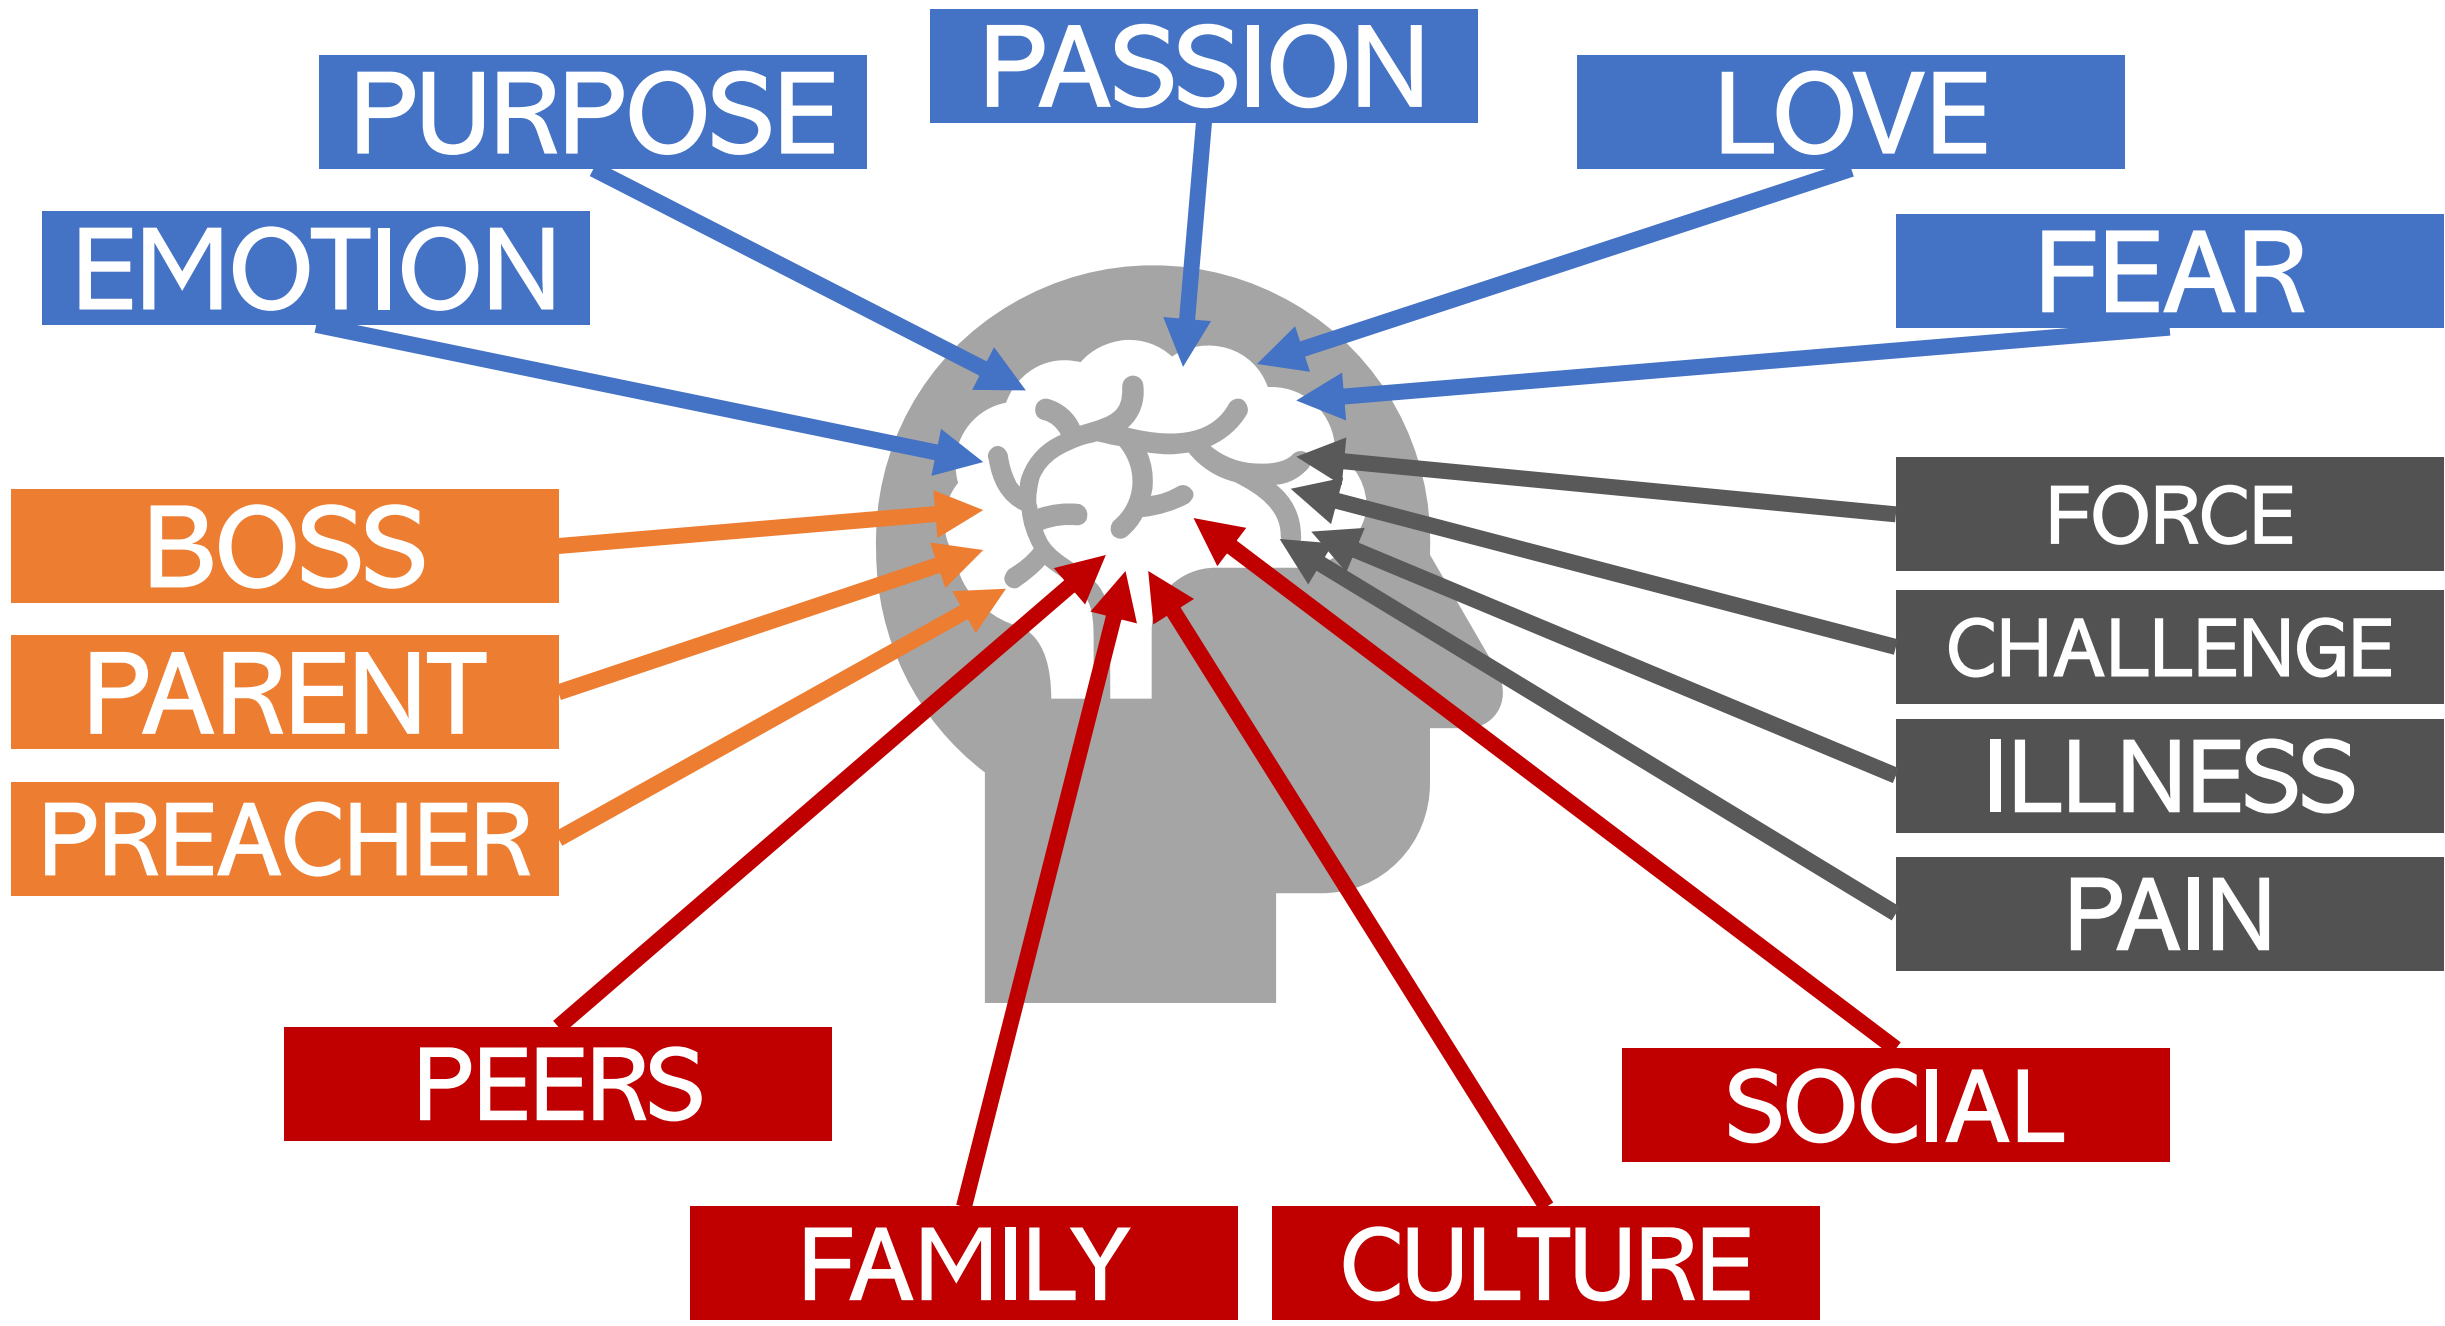 PASSION
PURPOSE
LOVE
EMOTION
FEAR
BOSS
FORCE
CHALLENGE
PARENT
ILLNESS
PREACHER
PAIN
PEERS
SOCIAL
FAMILY
CULTURE